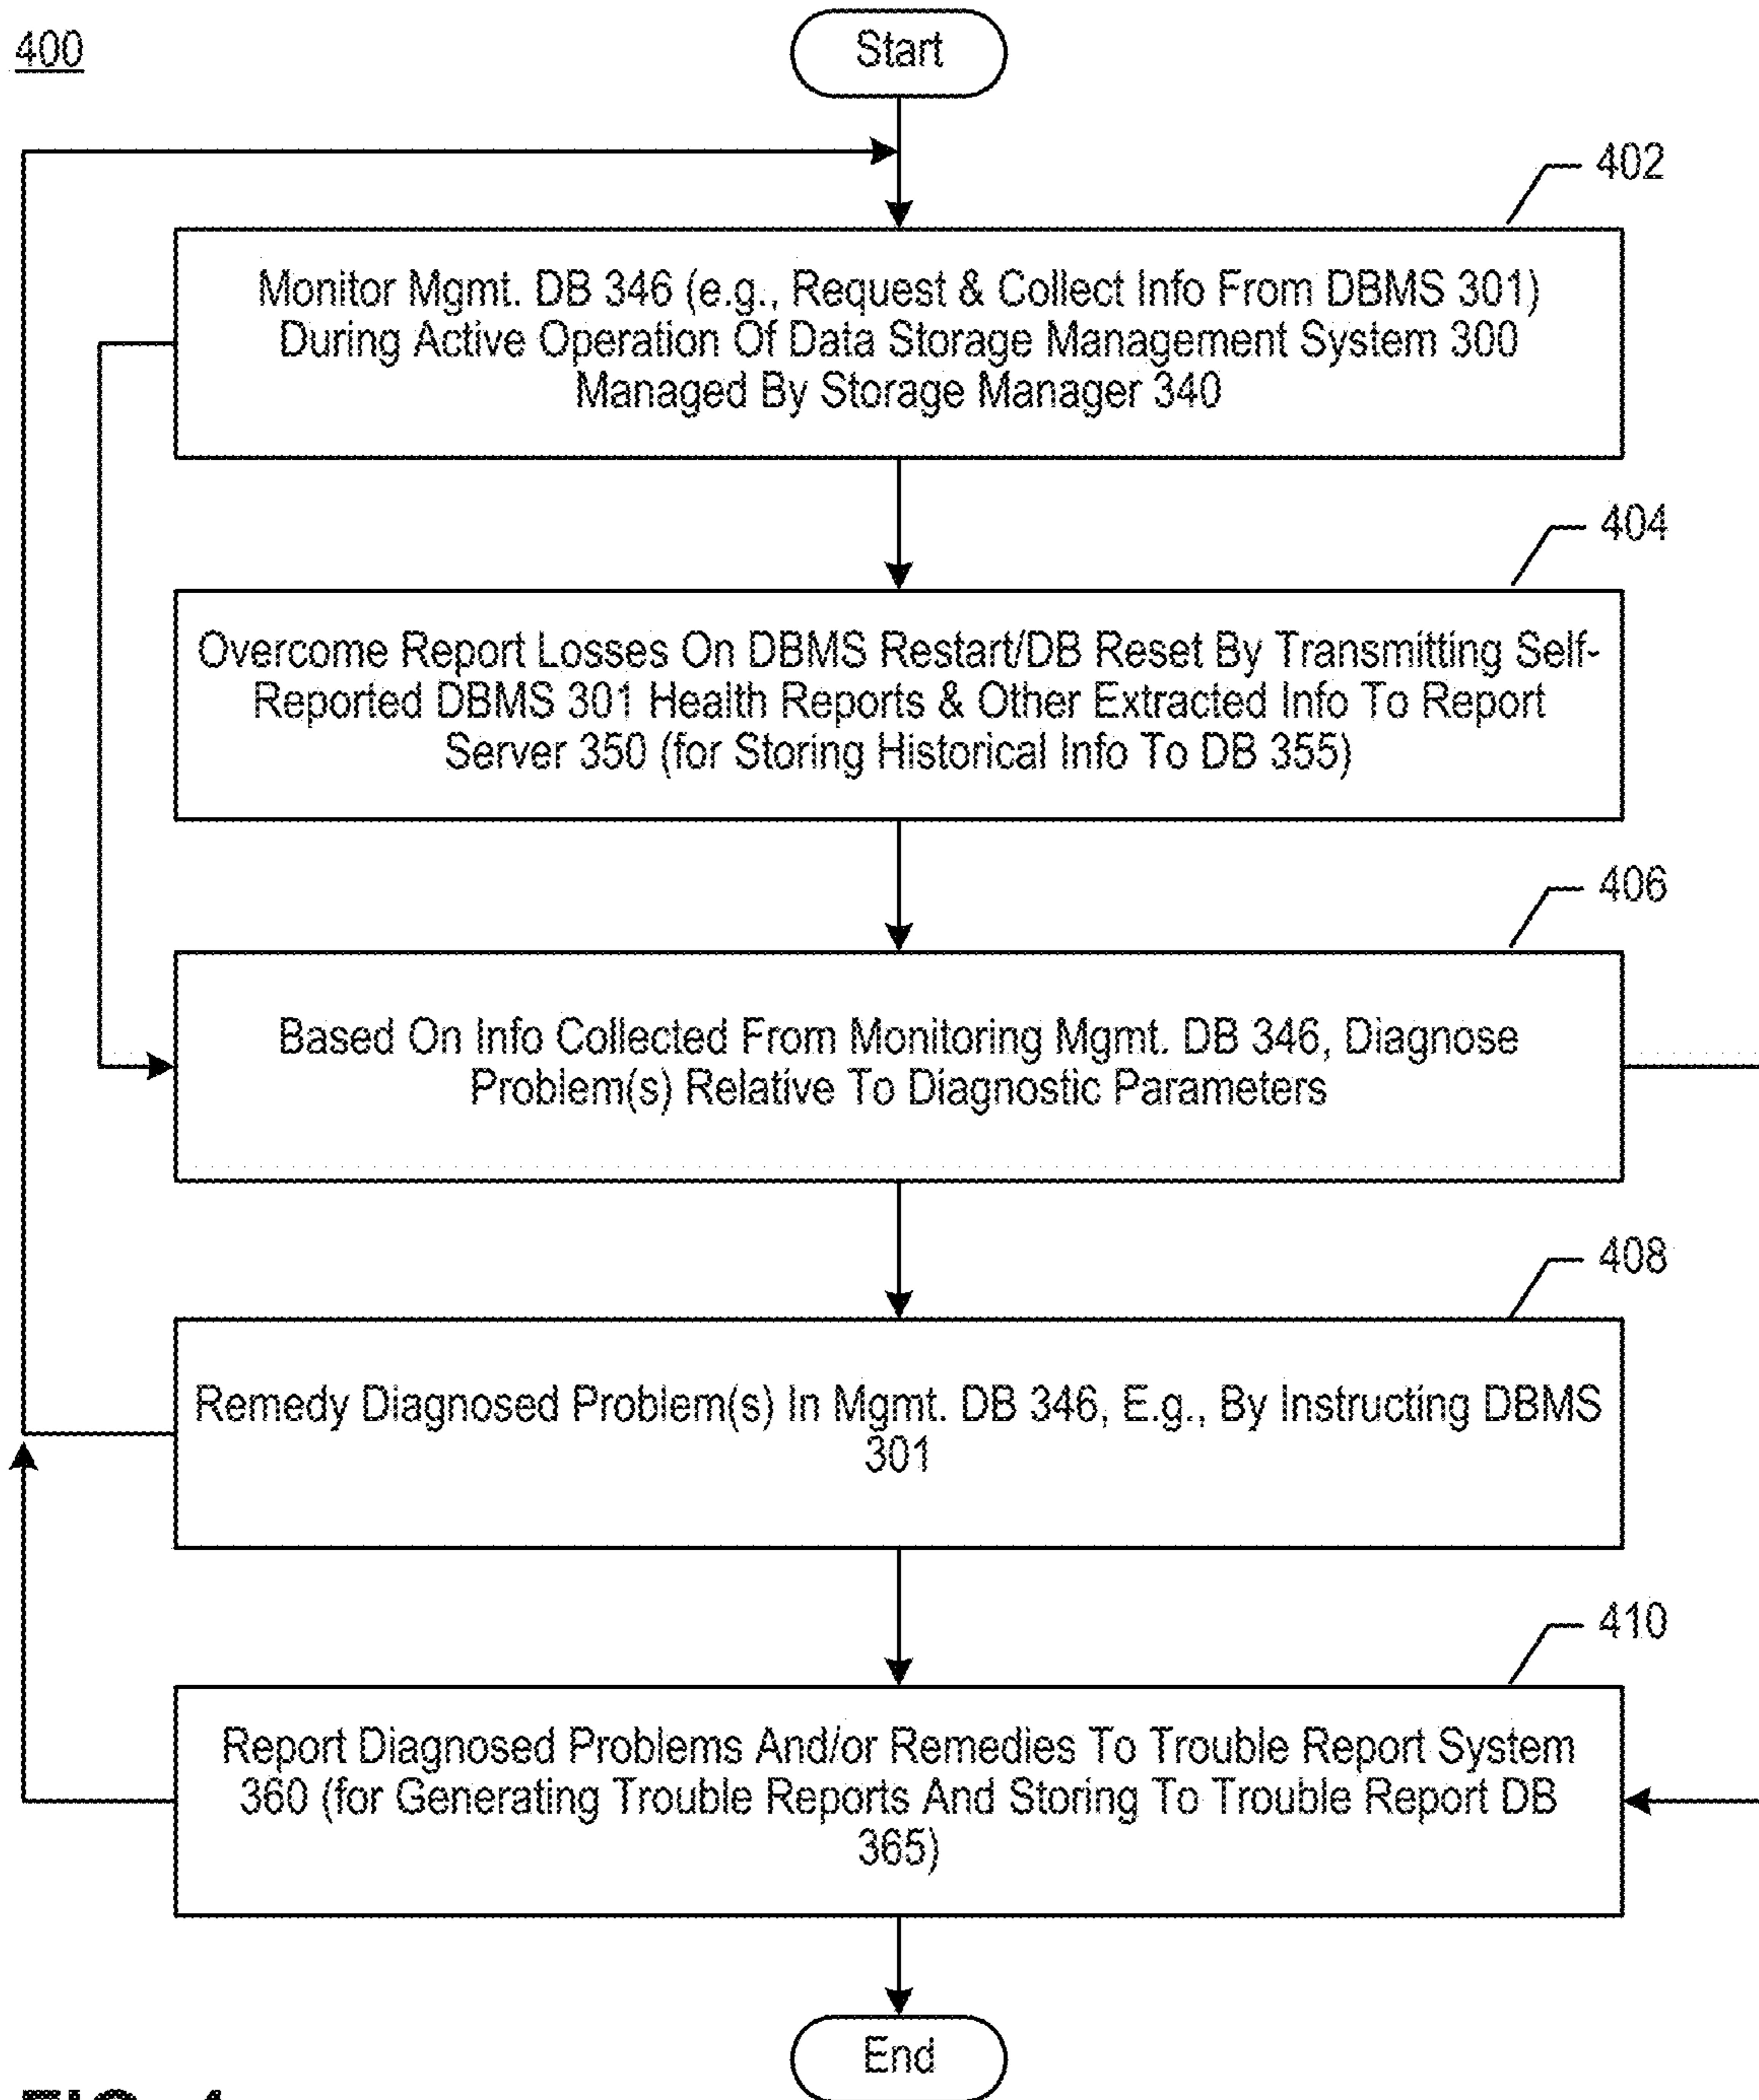 400
Start
402
Monitor Mgmt. DB 346 (e.g., Request & Collect Info From DBMS 301)
During Active Operation Of Data Storage Management System 300
Managed By Storage Manager 340
404
Overcome Report Losses On DBMS Restart/DB Reset By Transmitting Self-
Reported DBMS 301 Health Reports & Other Extracted Info To Report
Server 350 (for Storing Historical Info To DB 355)
406
Based On Info Collected From Monitoring Mgmt. DB 346, Diagnose
Problem(s) Relative To Diagnostic Parameters
408
Remedy Diagnosed Problem(s) In Mgmt. DB 346, E.g., By Instructing DBMS
301
410
Report Diagnosed Problems And/or Remedies To Trouble Report System
360 (for Generating Trouble Reports And Storing To Trouble Report DB
365)
End